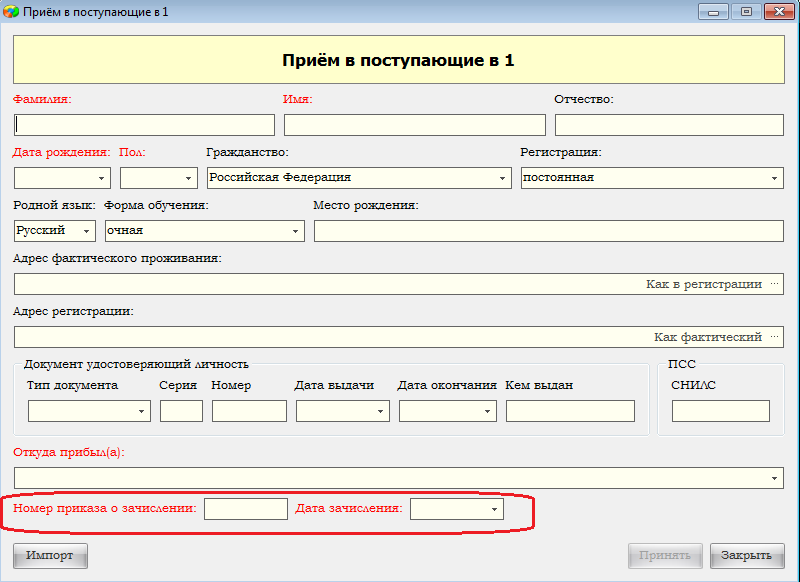 Приём в поступающие в 1
Приём в поступающие в 1
Фамилия: Имя: Отчество:
Дата рождения: Пол: Гражданство: Регистрация:
Российская Федерация постоянная
Родной язык: Форма обучения: Место рождения:
Русский очная
Адрес фактического проживания:
Как в регистрации ...
Адрес регистрации:
Как фактический ...
Документ удостоверяющий личность ПСС
Тип документа Серия Номер Дата выдачи Дата окончания Кем выдан СНИЛС
Откуда прибыл(а):
Номер приказа о зачислении: Дата зачисления:
Импорт Принять Закрыть